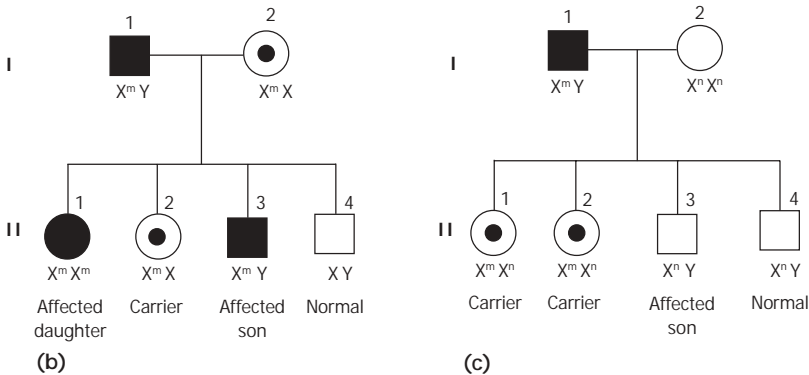 1
2
I
Xᵐ Y
Xᵐ X
1
2
3
4
II
Xᵐ Xᵐ
Xᵐ X
Xᵐ Y
X Y
Affected daughter
Carrier
Affected son
Normal
(b)
1
2
I
Xᵐ Y
Xⁿ Xⁿ
1
2
3
4
II
Xᵐ Xⁿ
Xᵐ Xⁿ
Xⁿ Y
Xⁿ Y
Carrier
Carrier
Affected son
Normal
(c)